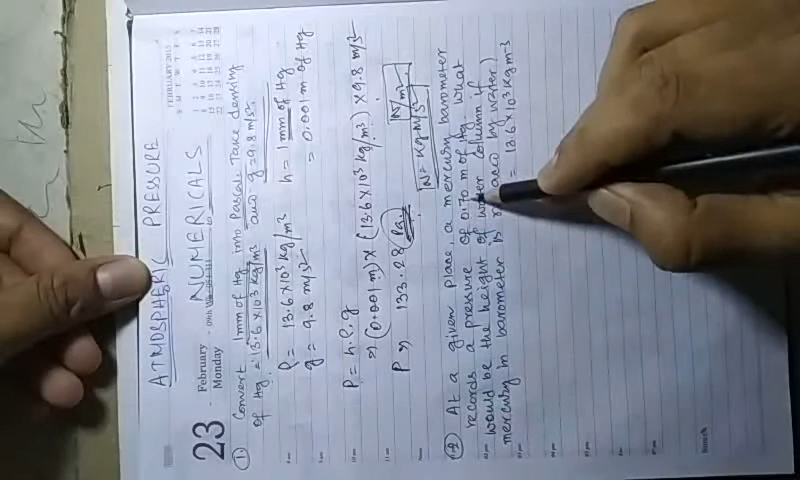 ATMOSPHERIC PRESSURE
FEBRUARY 2015
23
February
Monday
NUMERICALS
1. Convert 1mm of Hg into Pascal. Take density
of Hg = 13.6×10³ kg/m³ and g=9.8 m/s².
ρ = 13.6×10³ kg/m³ h = 1 mm of Hg
g = 9.8 m/s² = 0.001 m of Hg
P = h.ρ.g
⇒ (0.001 m) × (13.6×10³ kg/m³) × 9.8 m/s²
P ⇒ 133.28 Pa.
N = kg m/s²
N/m²
2. At a given place, a mercury barometer
records a pressure of 0.70 m of Hg. What
would be the height of water column if
mercury in barometer is by water)
= 13.6×10³ kg m-3